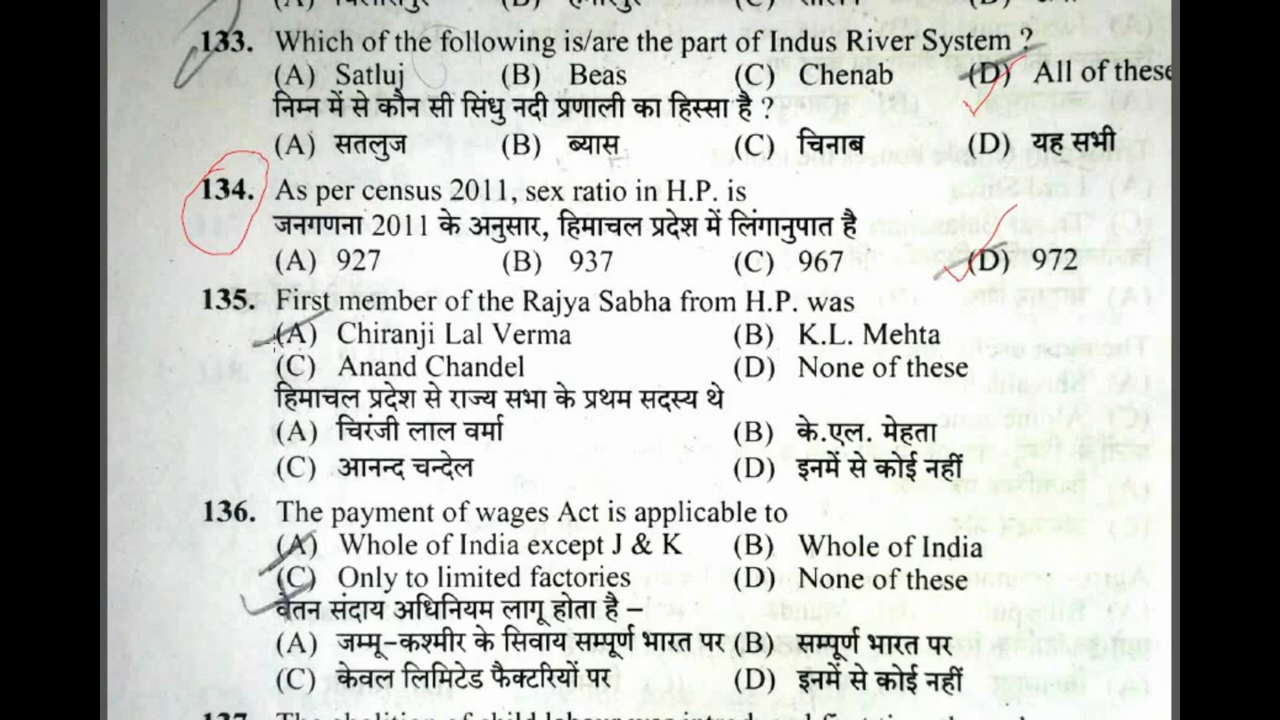 133. Which of the following is/are the part of Indus River System ?
(A) Satluj (B) Beas (C) Chenab (D) All of these
निम्न में से कौन सी सिंधु नदी प्रणाली का हिस्सा है ?
(A) सतलुज (B) ब्यास (C) चिनाब (D) यह सभी
134. As per census 2011, sex ratio in H.P. is
जनगणना 2011 के अनुसार, हिमाचल प्रदेश में लिंगानुपात है
(A) 927 (B) 937 (C) 967 (D) 972
135. First member of the Rajya Sabha from H.P. was
(A) Chiranji Lal Verma (B) K.L. Mehta
(C) Anand Chandel (D) None of these
हिमाचल प्रदेश से राज्य सभा के प्रथम सदस्य थे
(A) चिरंजी लाल वर्मा (B) के.एल. मेहता
(C) आनन्द चन्देल (D) इनमें से कोई नहीं
136. The payment of wages Act is applicable to
(A) Whole of India except J & K (B) Whole of India
(C) Only to limited factories (D) None of these
वेतन संदाय अधिनियम लागू होता है –
(A) जम्मू-कश्मीर के सिवाय सम्पूर्ण भारत पर (B) सम्पूर्ण भारत पर
(C) केवल लिमिटेड फैक्टरियों पर (D) इनमें से कोई नहीं